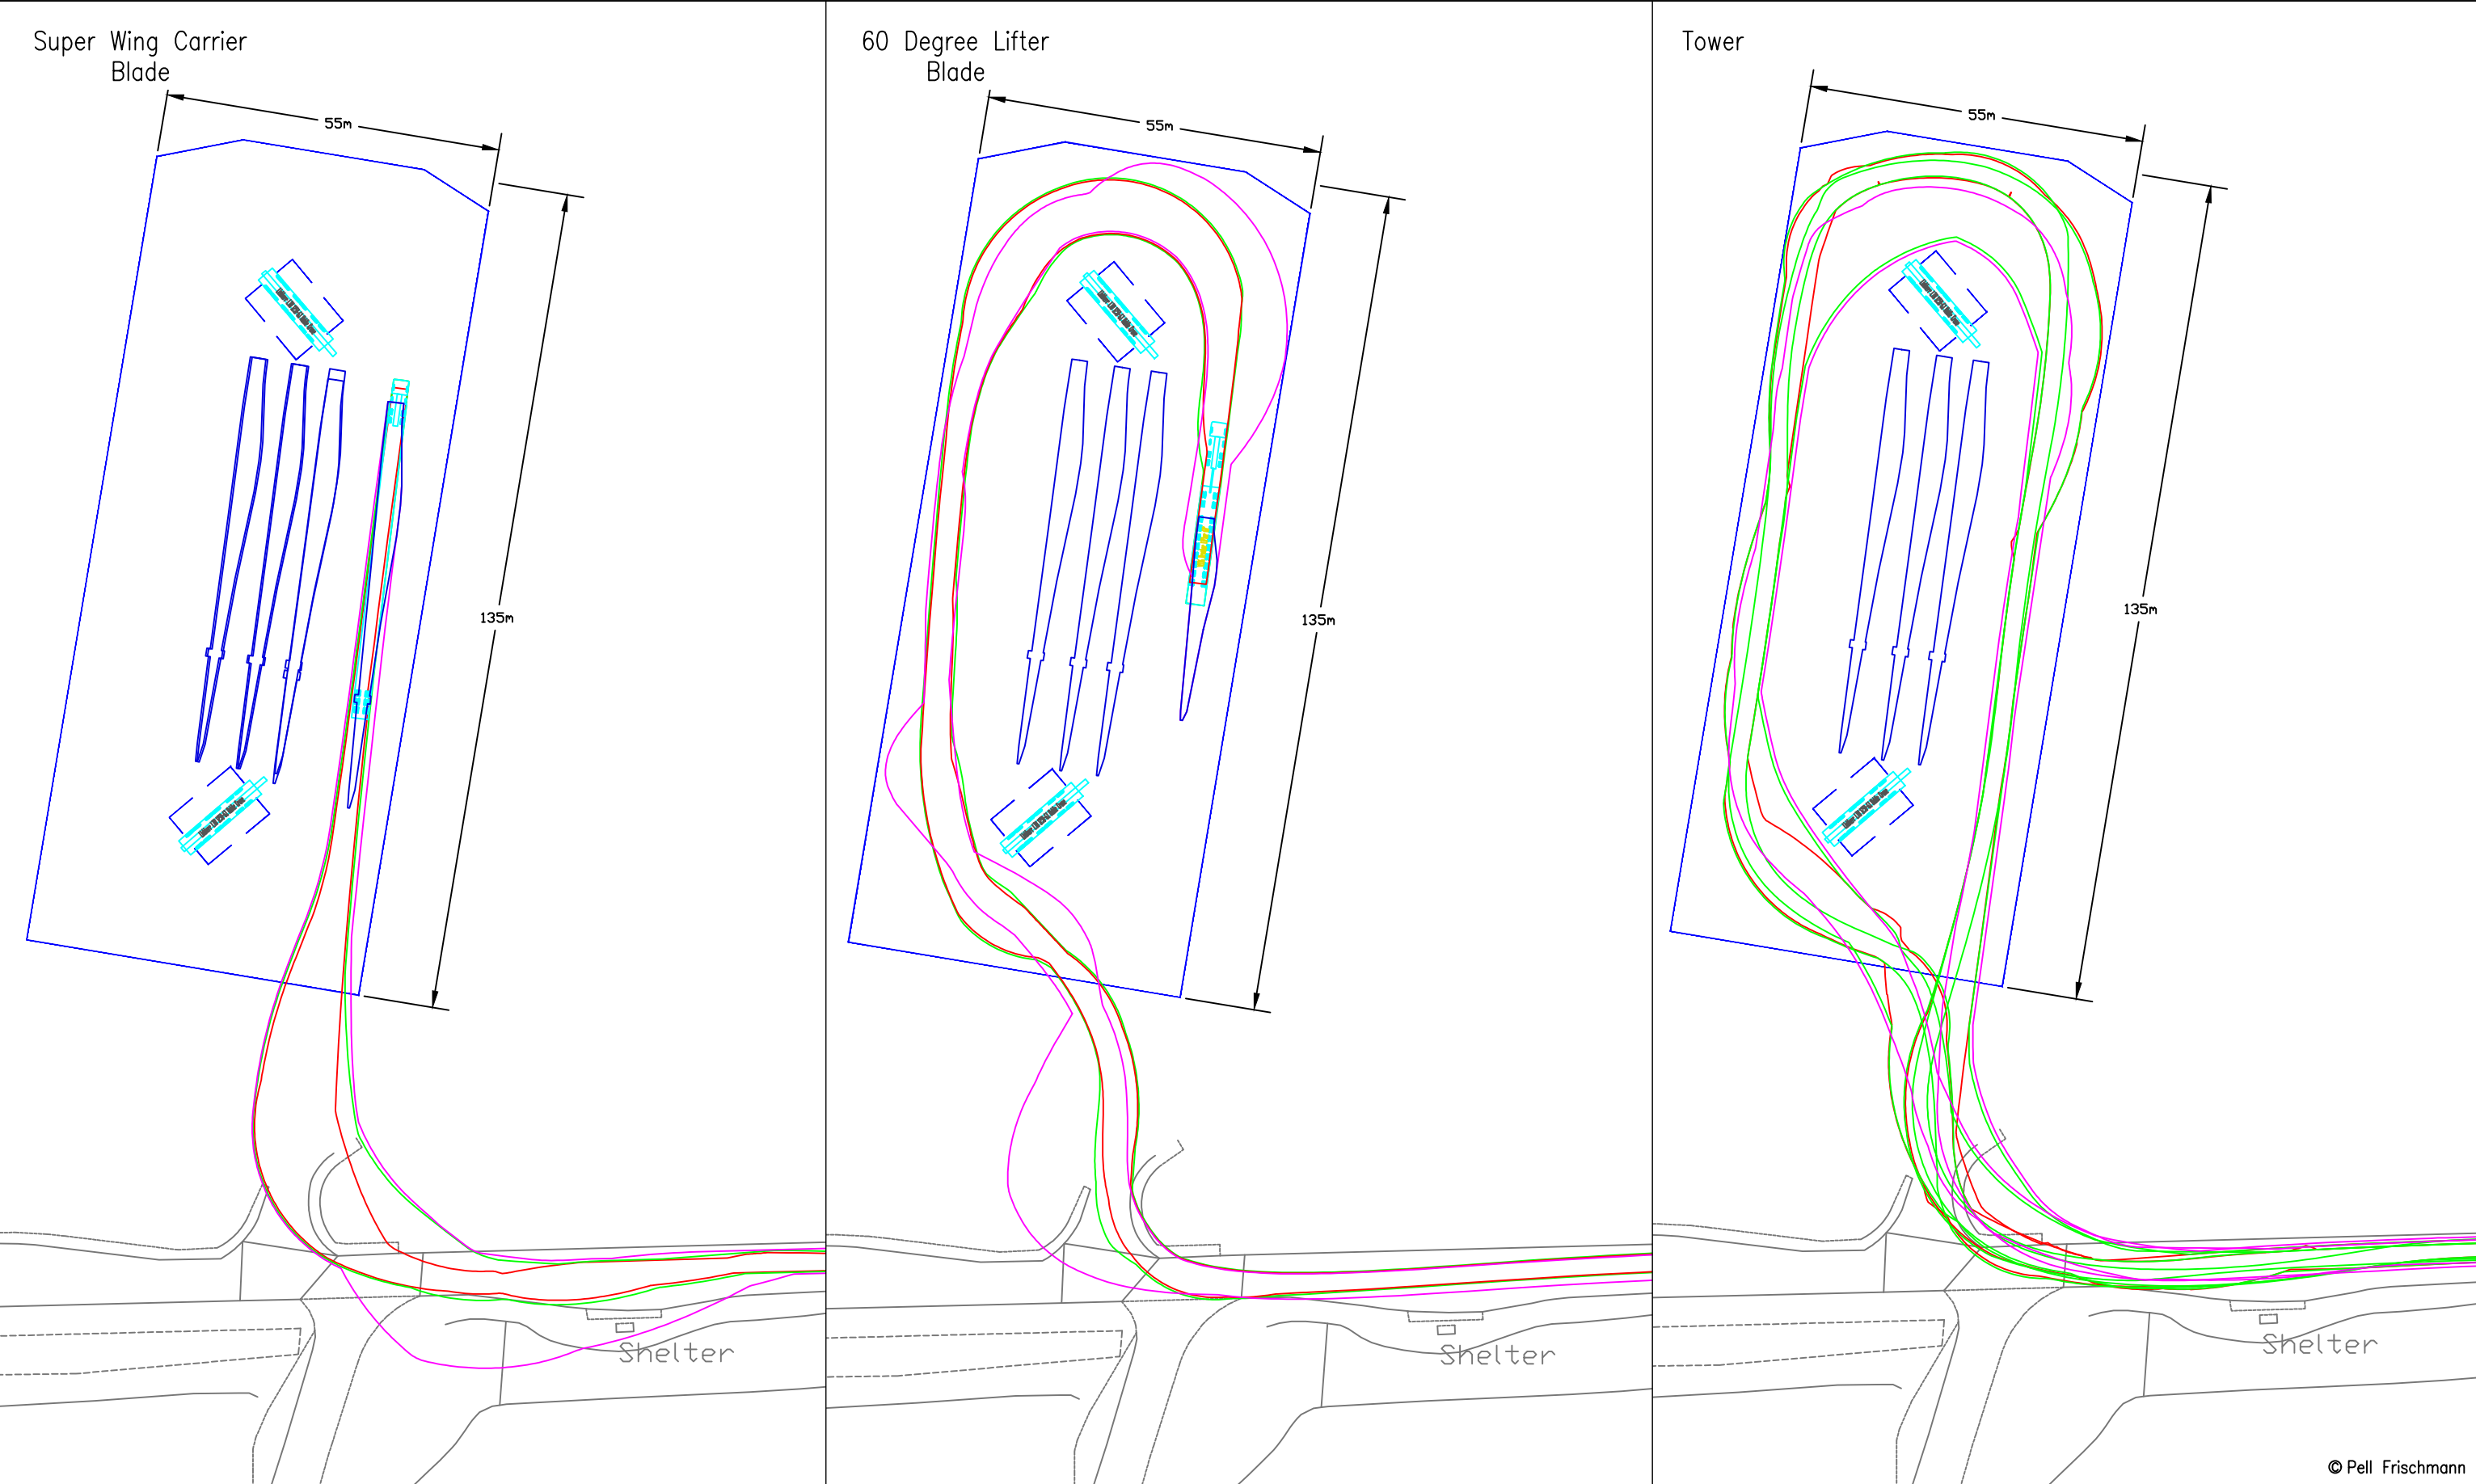 Super Wing Carrier
Blade
55m
135m
Shelter
60 Degree Lifter
Blade
55m
135m
Shelter
Tower
55m
135m
Shelter
© Pell Frischmann